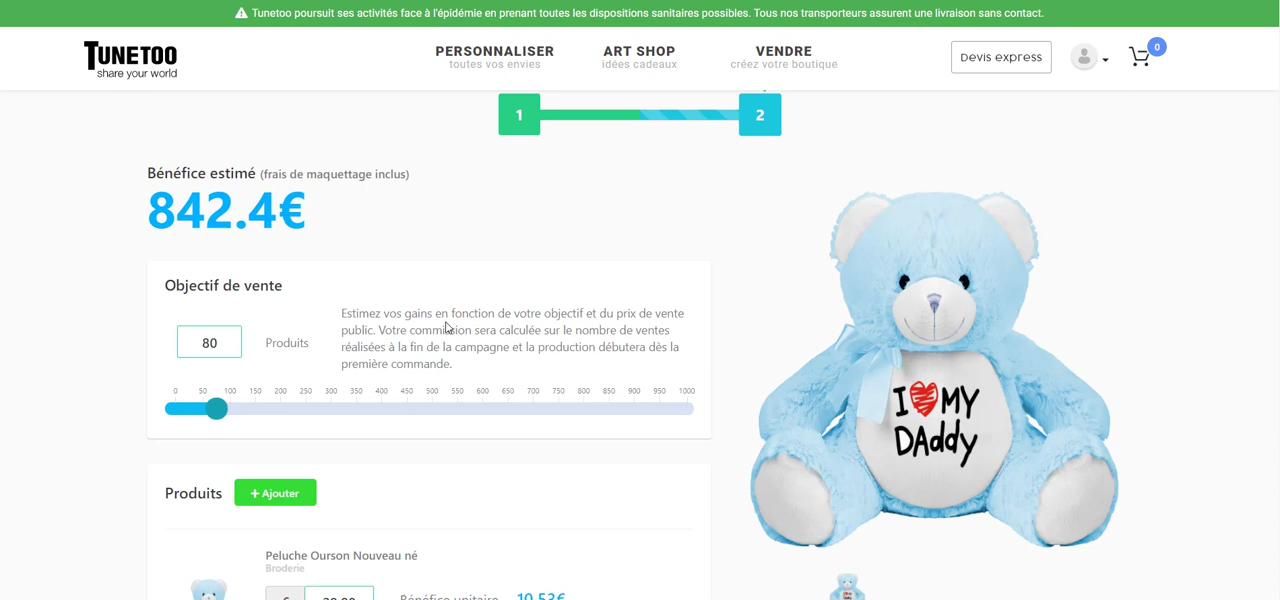 Tunetoo poursuit ses activités face à l'épidémie en prenant toutes les dispositions sanitaires possibles. Tous nos transporteurs assurent une livraison sans contact.
TUNETOO
share your world
PERSONNALISER
toutes vos envies
ART SHOP
idées cadeaux
VENDRE
créez votre boutique
Devis express
0
1
2
Bénéfice estimé (frais de maquettage inclus)
842.4€
Objectif de vente
80 Produits
Estimez vos gains en fonction de votre objectif et du prix de vente
public. Votre commission sera calculée sur le nombre de ventes
réalisées à la fin de la campagne et la production débutera dès la
première commande.
0 50 100 150 200 250 300 350 400 450 500 550 600 650 700 750 800 850 900 950 1000
Produits + Ajouter
Peluche Ourson Nouveau né
Broderie
Bénéfice unitaire 10.53€
I MY
DAddy